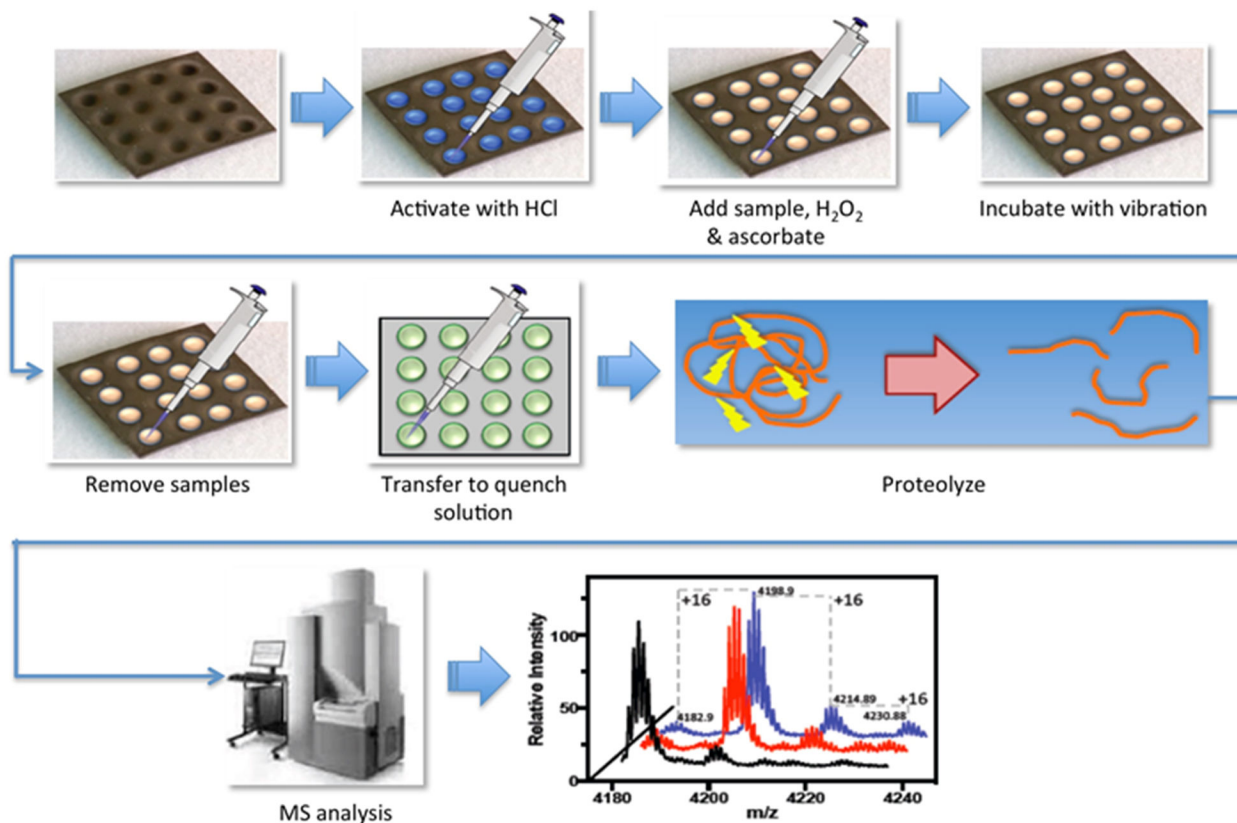 Activate with HCl
Add sample, H₂O₂
& ascorbate
Incubate with vibration
Remove samples
Transfer to quench
solution
Proteolyze
MS analysis
Relative Intensity
100
50
0
+16
4198.9
+16
4182.9
4214.89
+16
4230.88
4180
4200
4220
4240
m/z